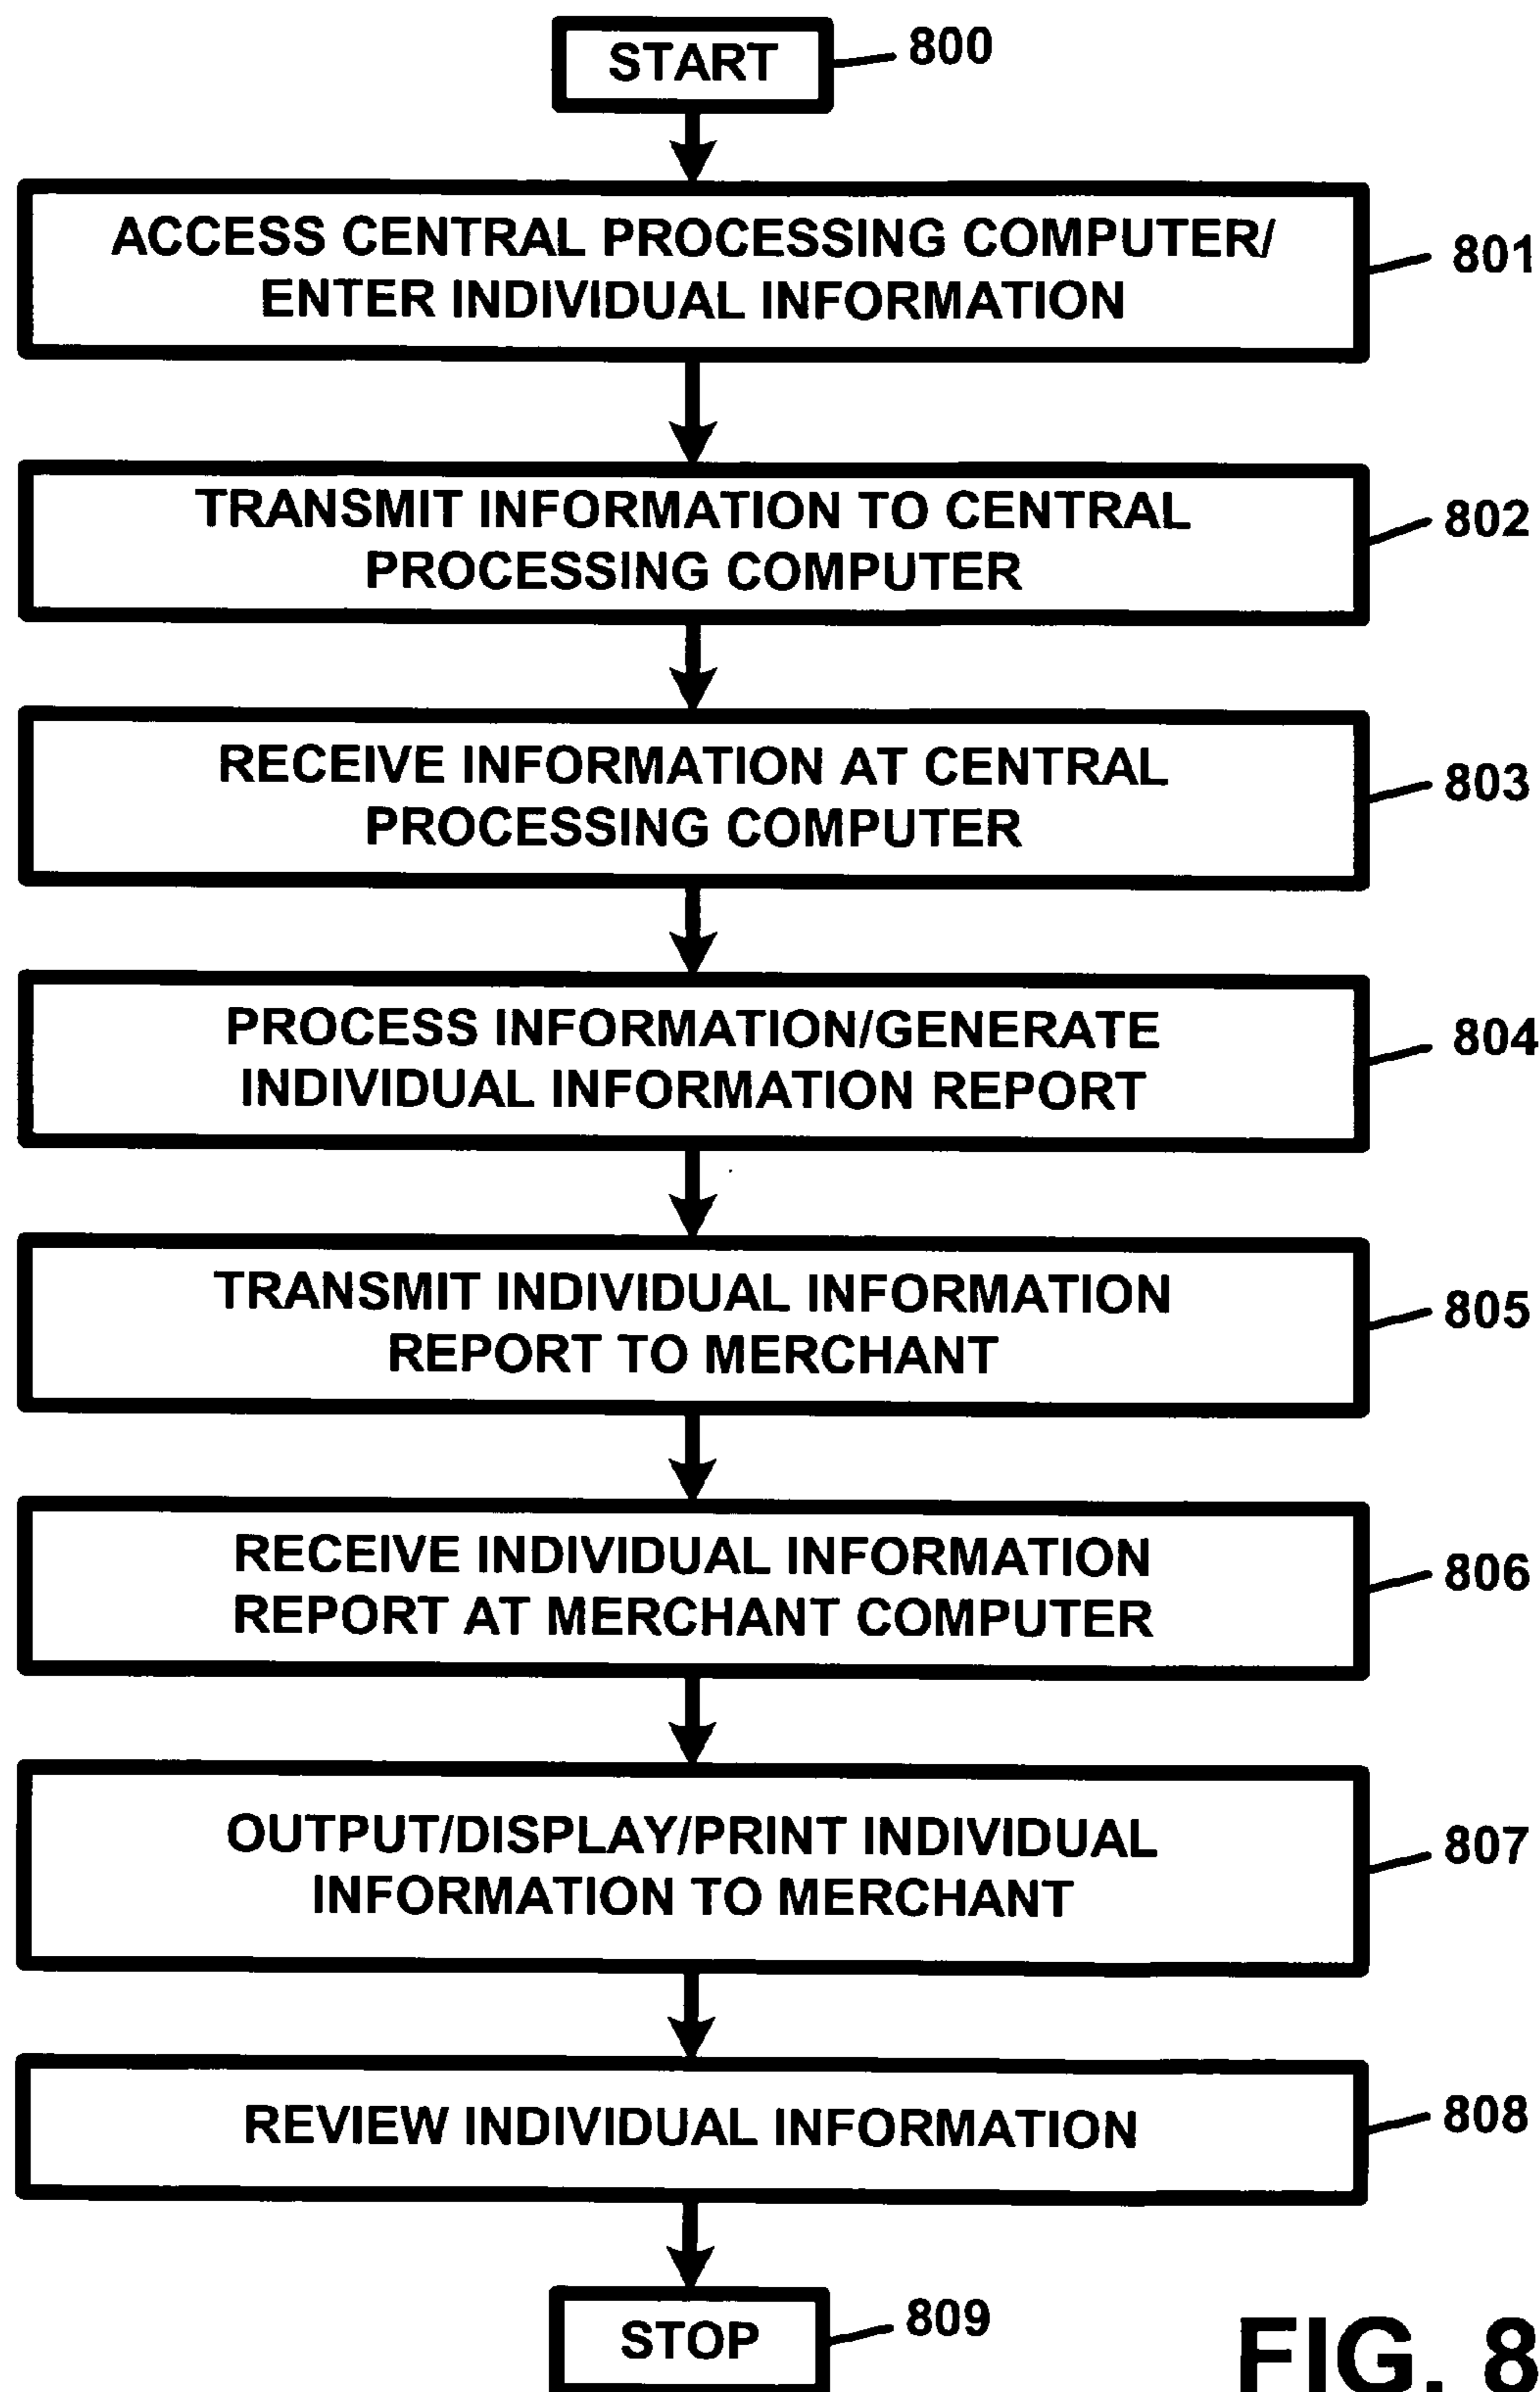 START 800
ACCESS CENTRAL PROCESSING COMPUTER/
ENTER INDIVIDUAL INFORMATION
801
TRANSMIT INFORMATION TO CENTRAL
PROCESSING COMPUTER
802
RECEIVE INFORMATION AT CENTRAL
PROCESSING COMPUTER
803
PROCESS INFORMATION/GENERATE
INDIVIDUAL INFORMATION REPORT
804
TRANSMIT INDIVIDUAL INFORMATION
REPORT TO MERCHANT
805
RECEIVE INDIVIDUAL INFORMATION
REPORT AT MERCHANT COMPUTER
806
OUTPUT/DISPLAY/PRINT INDIVIDUAL
INFORMATION TO MERCHANT
807
REVIEW INDIVIDUAL INFORMATION
808
STOP 809
FIG. 8